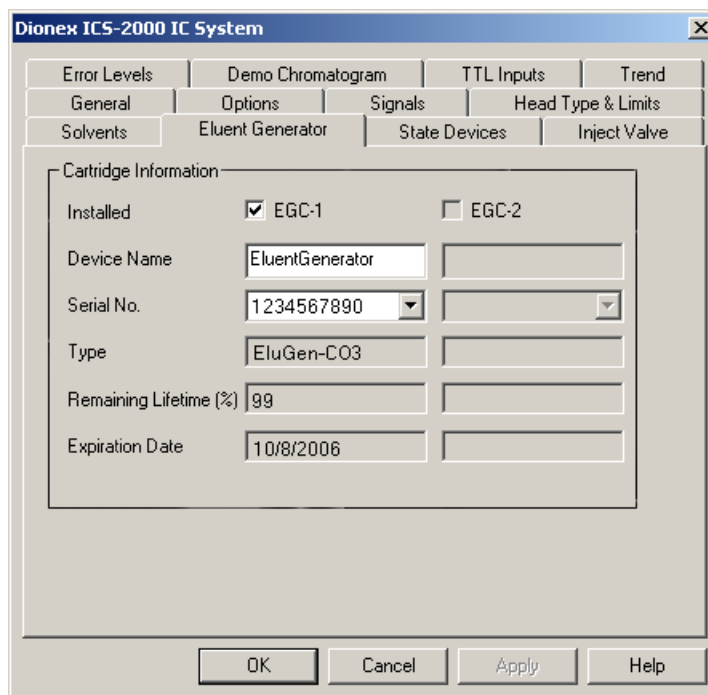 Dionex ICS-2000 IC System
Error Levels Demo Chromatogram TTL Inputs Trend
General Options Signals Head Type & Limits
Solvents Eluent Generator State Devices Inject Valve
Cartridge Information
Installed EGC-1 EGC-2
Device Name EluentGenerator
Serial No. 1234567890
Type EluGen-CO3
Remaining Lifetime (%) 99
Expiration Date 10/8/2006
OK Cancel Apply Help